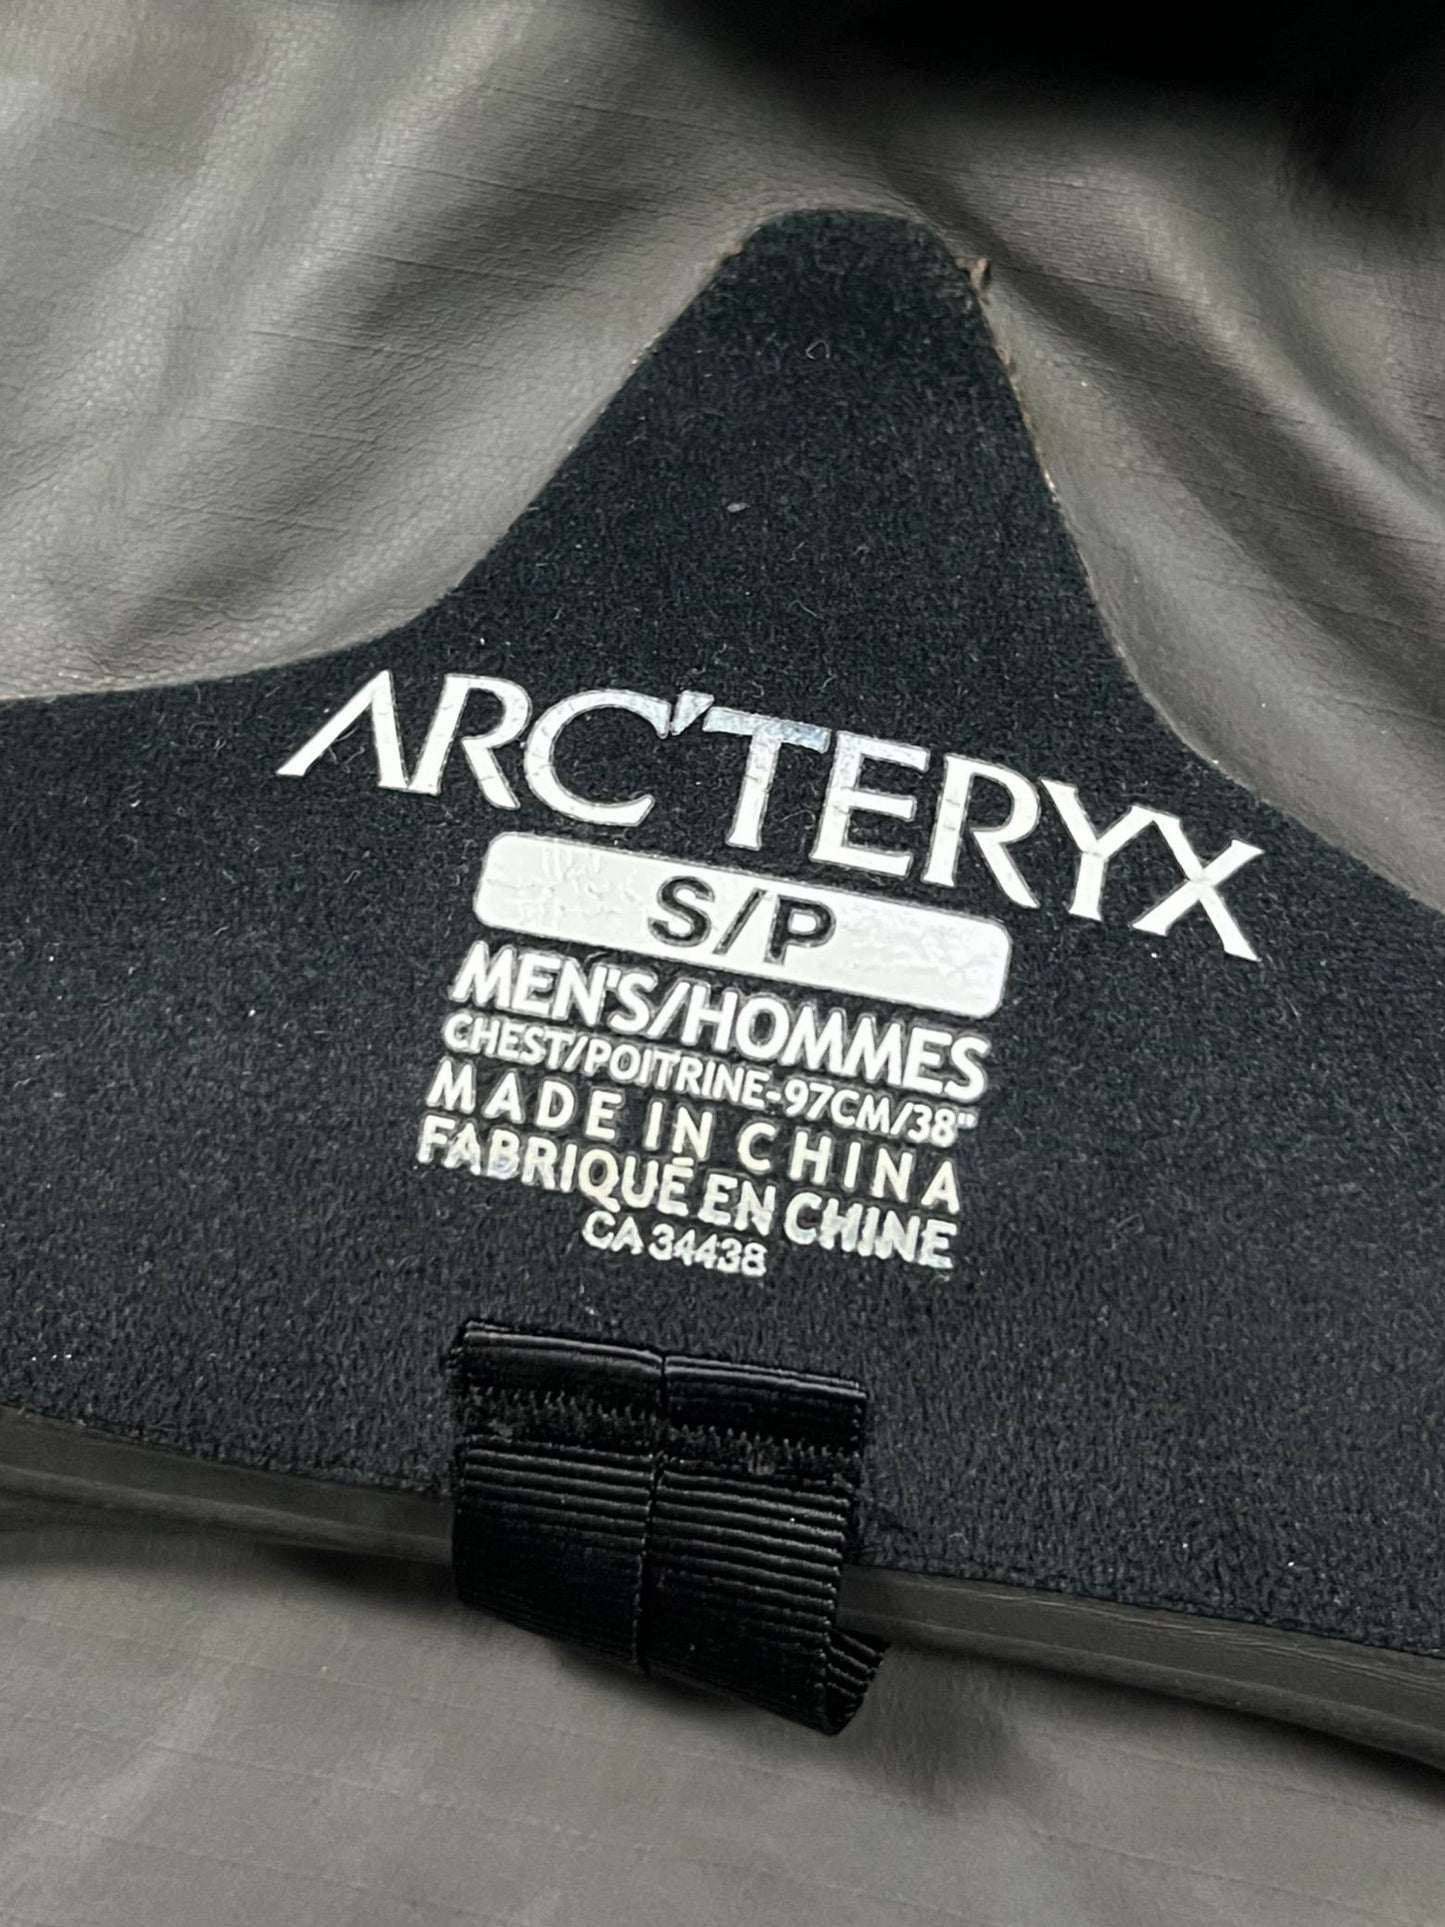 ARC'TERYX
S/P
MEN'S/HOMMES
CHEST/POITRINE-97CM/38"
MADE IN CHINA
FABRIQUÉ EN CHINE
CA 34438